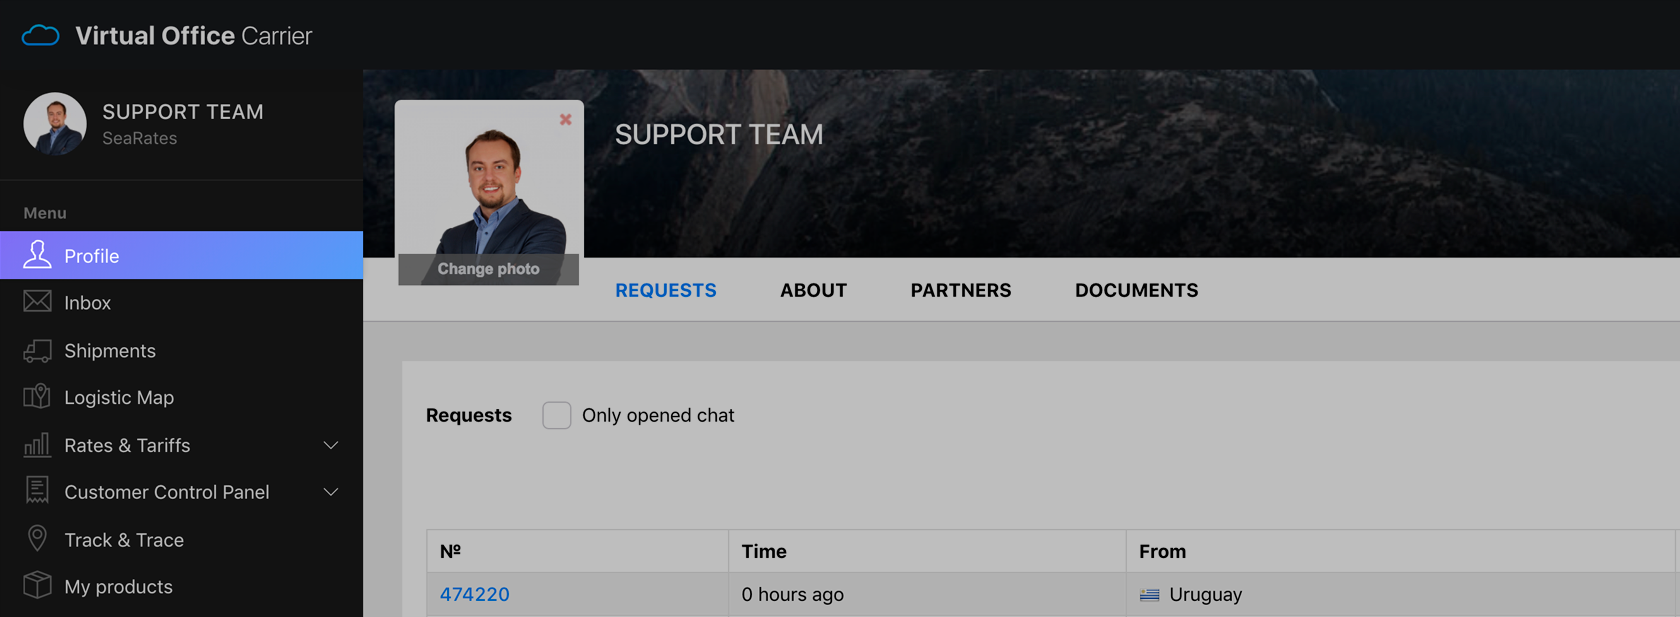 Virtual Office Carrier
SUPPORT TEAM
SeaRates
Menu
Profile
Inbox
Shipments
Logistic Map
Rates & Tariffs
Customer Control Panel
Track & Trace
My products
SUPPORT TEAM
Change photo
REQUESTS ABOUT PARTNERS DOCUMENTS
Requests Only opened chat
№ Time From
474220 0 hours ago Uruguay